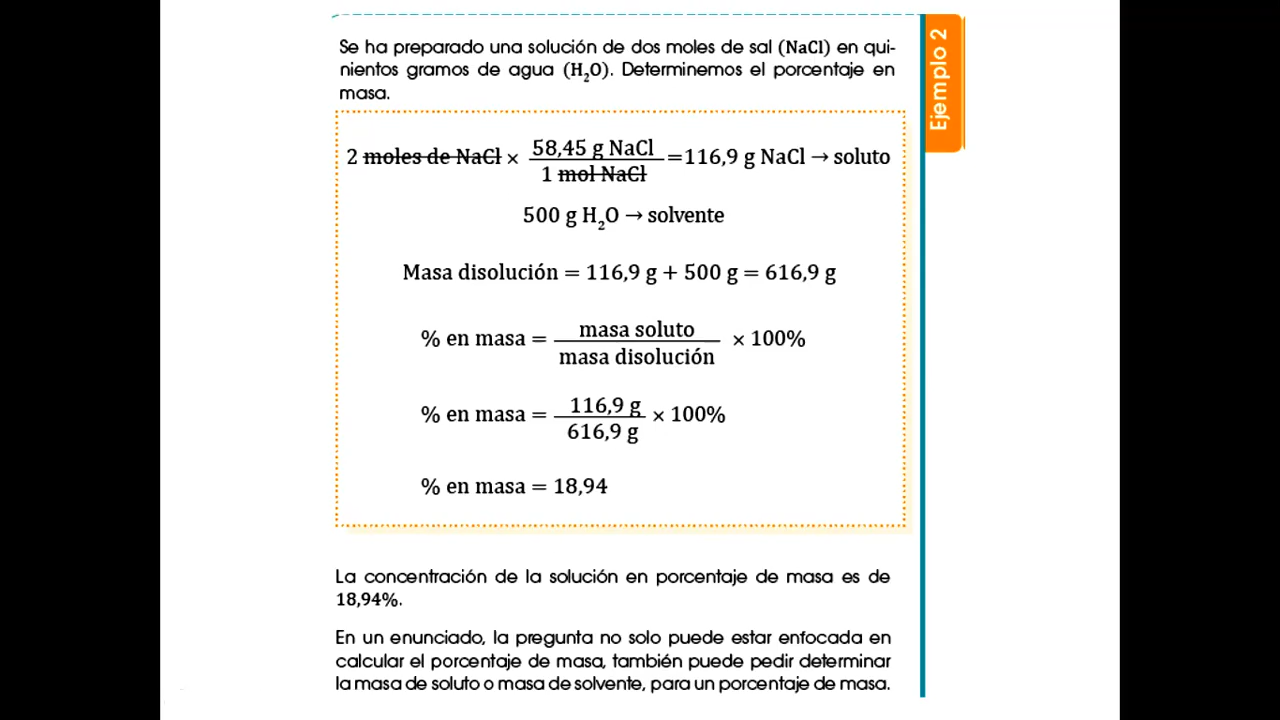 Ejemplo 2
Se ha preparado una solución de dos moles de sal (NaCl) en qui-
nientos gramos de agua (H₂O). Determinemos el porcentaje en
masa.
2 moles de NaCl × 58,45 g NaCl / 1 mol NaCl =116,9 g NaCl → soluto
500 g H₂O → solvente
Masa disolución = 116,9 g + 500 g = 616,9 g
% en masa = masa soluto / masa disolución × 100%
% en masa = 116,9 g / 616,9 g × 100%
% en masa = 18,94
La concentración de la solución en porcentaje de masa es de
18,94%.
En un enunciado, la pregunta no solo puede estar enfocada en
calcular el porcentaje de masa, también puede pedir determinar
la masa de soluto o masa de solvente, para un porcentaje de masa.